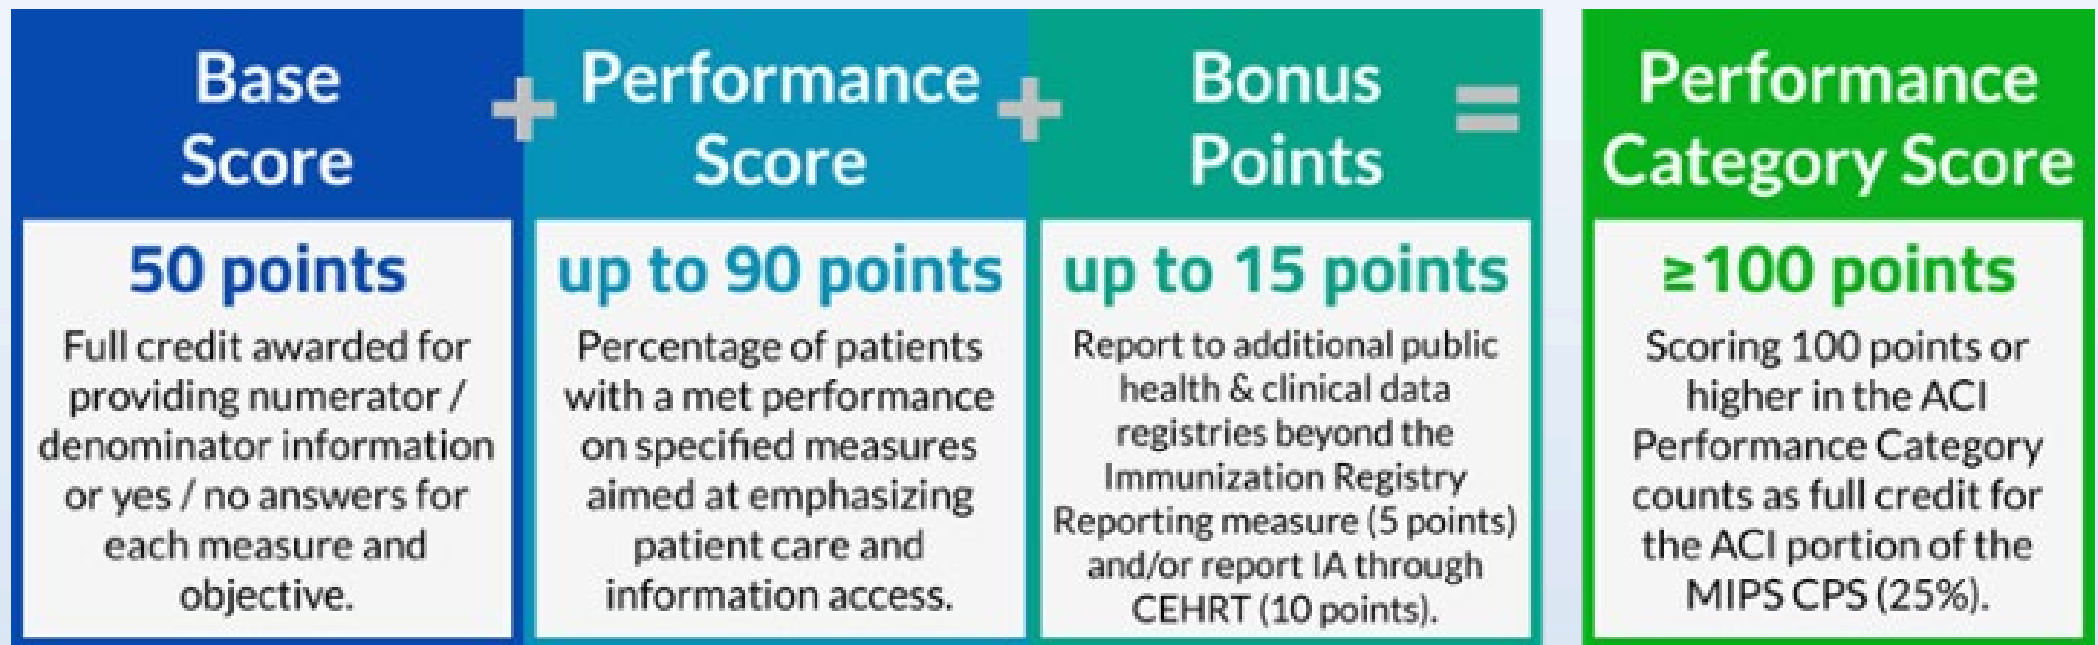 Base
Score
+
Performance
Score
+
Bonus
Points
=
Performance
Category Score
50 points
Full credit awarded for
providing numerator /
denominator information
or yes / no answers for
each measure and
objective.
up to 90 points
Percentage of patients
with a met performance
on specified measures
aimed at emphasizing
patient care and
information access.
up to 15 points
Report to additional public
health & clinical data
registries beyond the
Immunization Registry
Reporting measure (5 points)
and/or report IA through
CEHRT (10 points).
≥100 points
Scoring 100 points or
higher in the ACI
Performance Category
counts as full credit for
the ACI portion of the
MIPS CPS (25%).